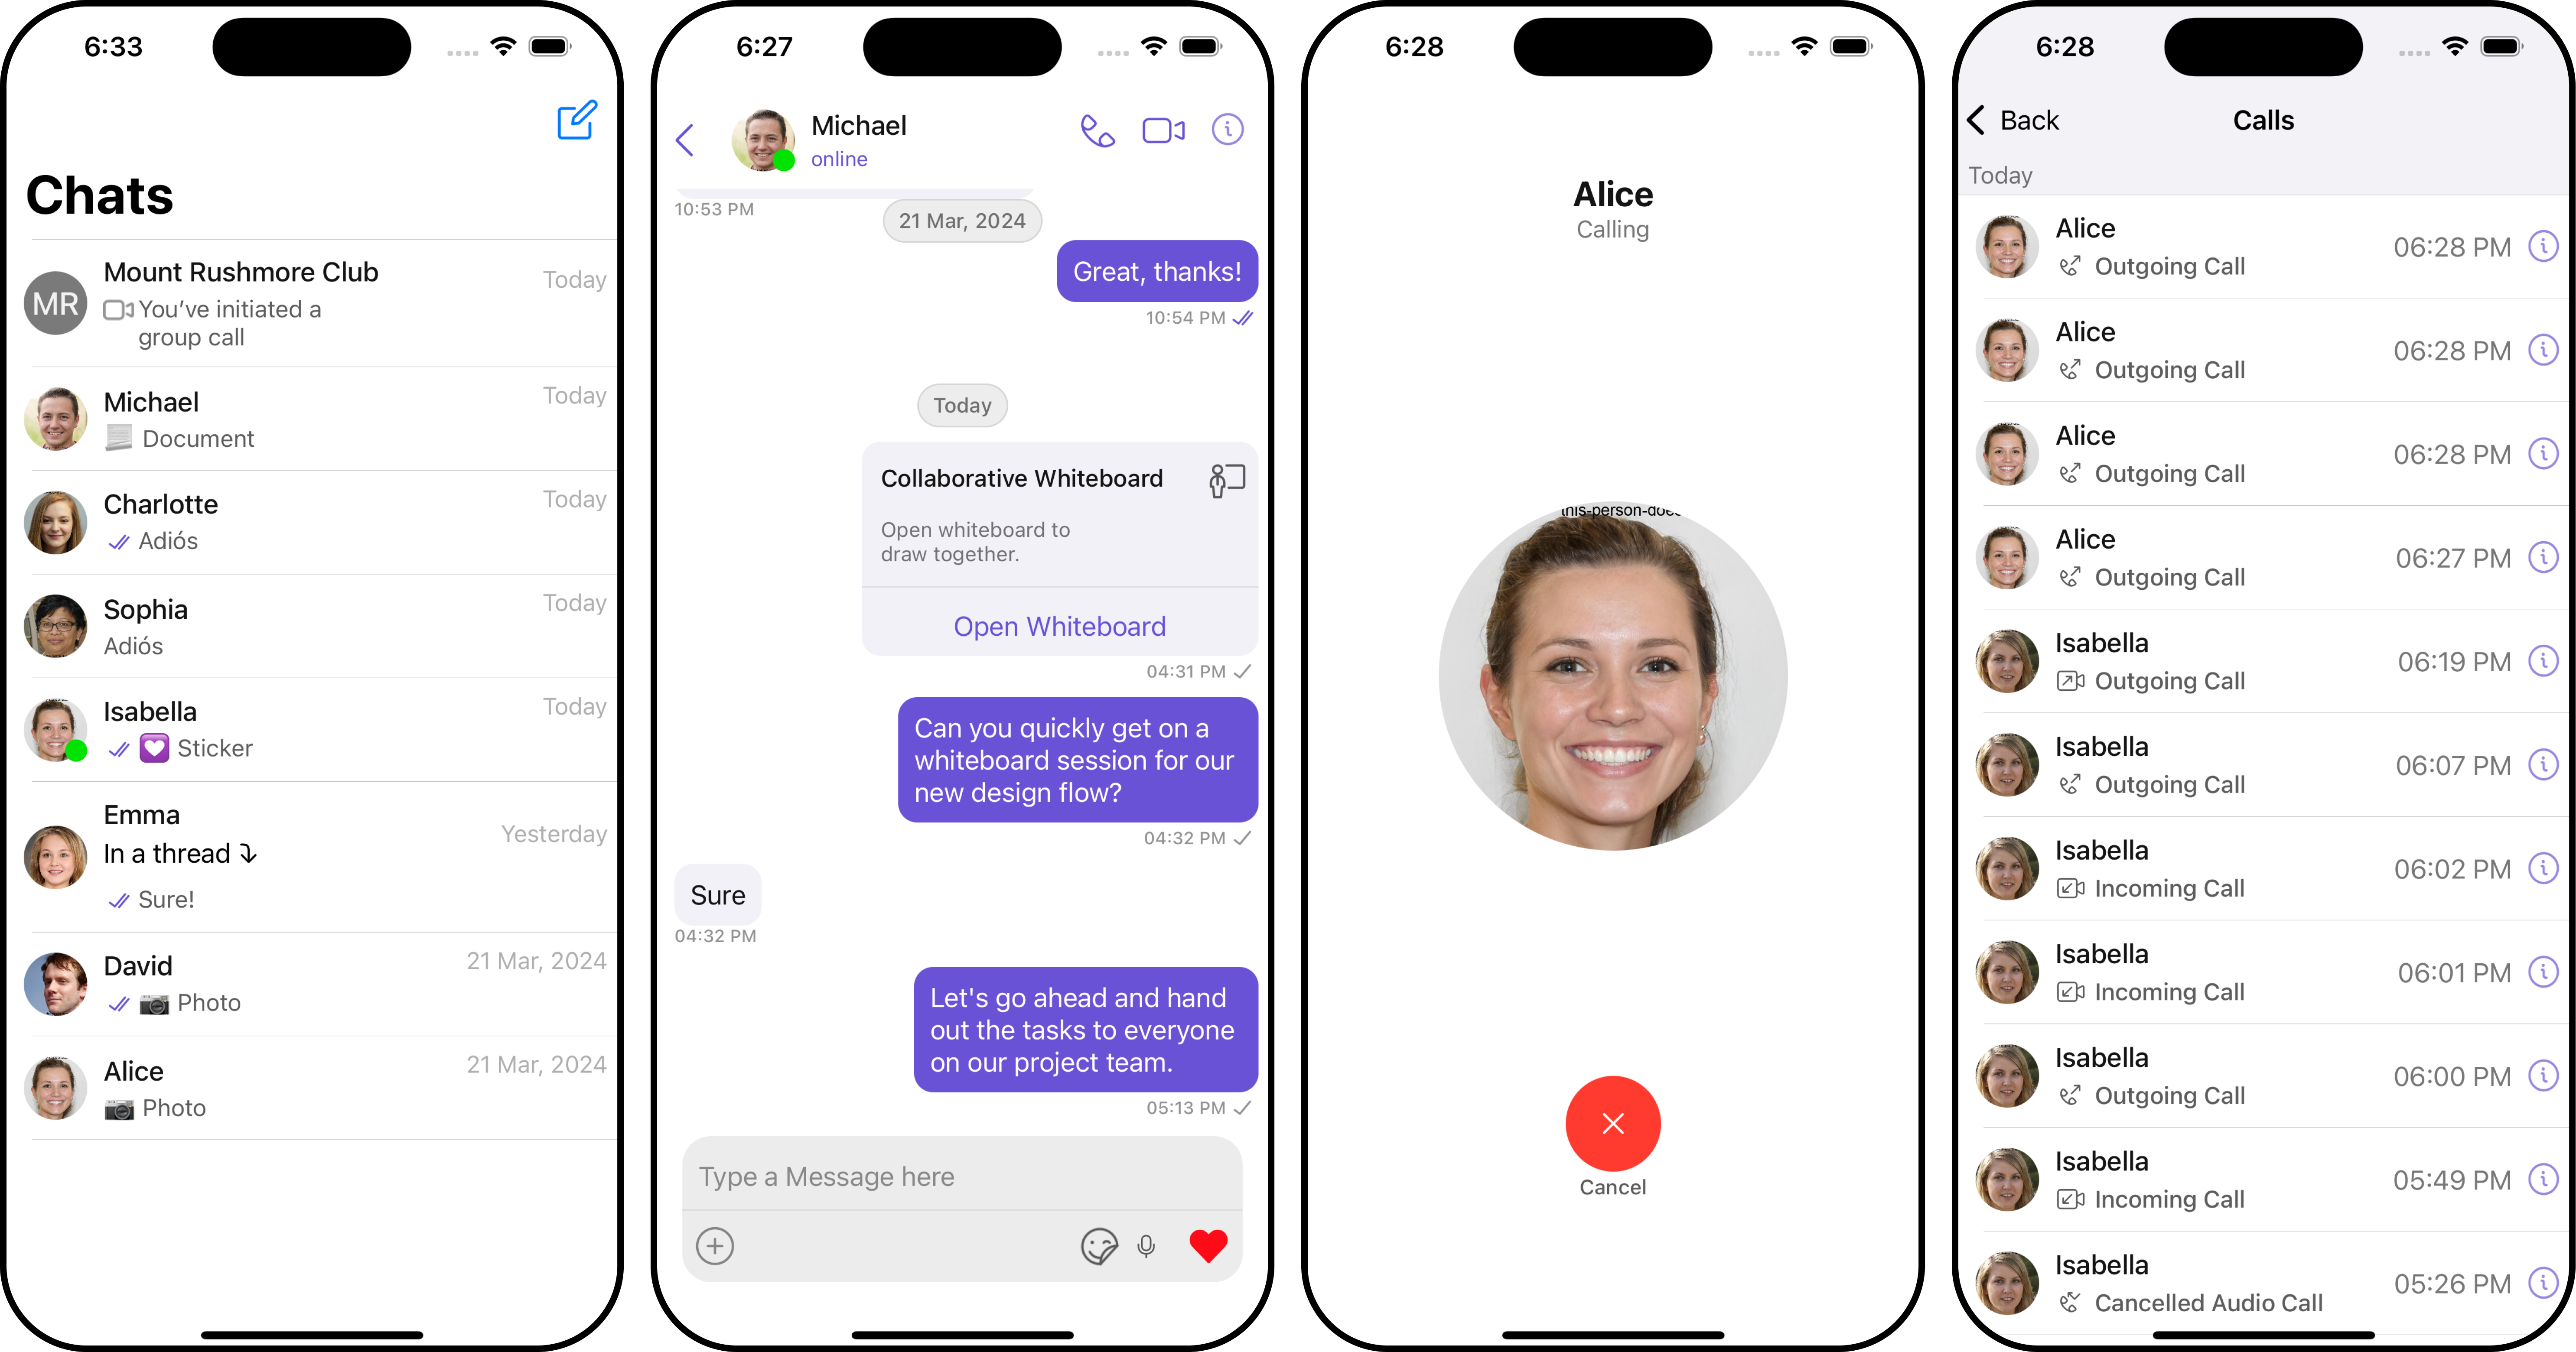 6:33
Chats
Mount Rushmore Club
Today
MR
You’ve initiated a
group call
Michael
Today
Document
Charlotte
Today
Adiós
Sophia
Today
Adiós
Isabella
Today
Sticker
Emma
Yesterday
In a thread
Sure!
David
21 Mar, 2024
Photo
Alice
21 Mar, 2024
Photo
6:27
Michael
online
10:53 PM
21 Mar, 2024
Great, thanks!
10:54 PM
Today
Collaborative Whiteboard
Open whiteboard to
draw together.
Open Whiteboard
04:31 PM
Can you quickly get on a
whiteboard session for our
new design flow?
04:32 PM
Sure
04:32 PM
Let's go ahead and hand
out the tasks to everyone
on our project team.
05:13 PM
Type a Message here
6:28
Alice
Calling
this-person-does
Cancel
6:28
Back
Calls
Today
Alice
Outgoing Call
06:28 PM
Alice
Outgoing Call
06:28 PM
Alice
Outgoing Call
06:28 PM
Alice
Outgoing Call
06:27 PM
Isabella
Outgoing Call
06:19 PM
Isabella
Outgoing Call
06:07 PM
Isabella
Incoming Call
06:02 PM
Isabella
Incoming Call
06:01 PM
Isabella
Outgoing Call
06:00 PM
Isabella
Incoming Call
05:49 PM
Isabella
Cancelled Audio Call
05:26 PM